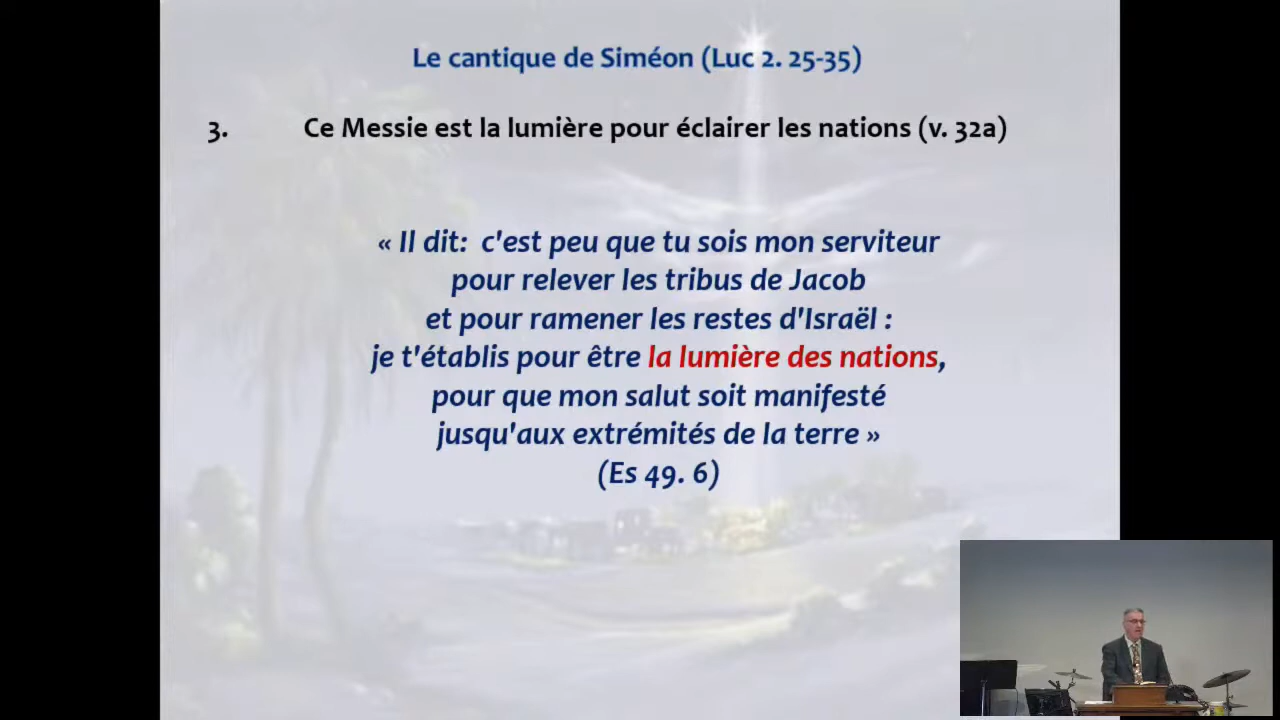 Le cantique de Siméon (Luc 2. 25-35)
3. Ce Messie est la lumière pour éclairer les nations (v. 32a)
« Il dit: c'est peu que tu sois mon serviteur
pour relever les tribus de Jacob
et pour ramener les restes d'Israël :
je t'établis pour être la lumière des nations,
pour que mon salut soit manifesté
jusqu'aux extrémités de la terre »
(Es 49. 6)